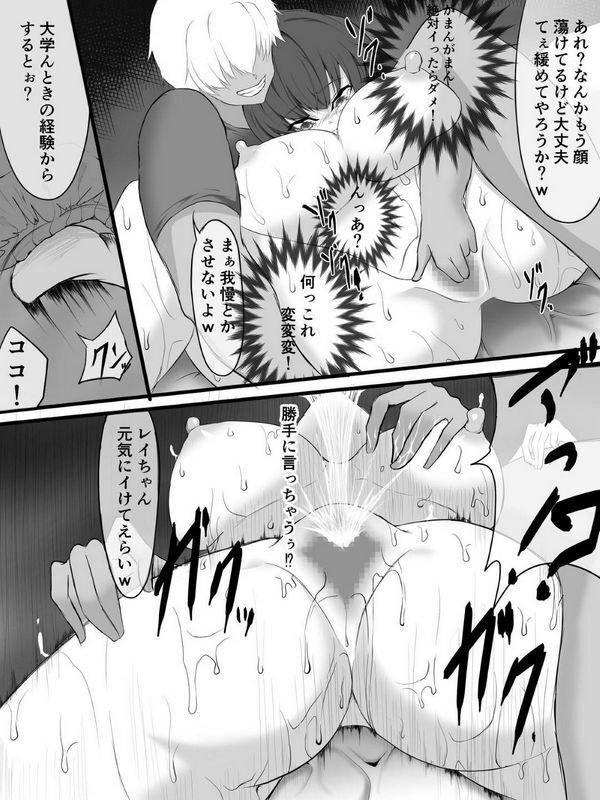 あれ？なんかもう顔
蕩けてるけど大丈夫
てぇ緩めてやろうか？w
がまんがまん
絶対イったらダメ！
んっあ？
何っこれ
変変変！
まぁ我慢とか
させないよw
大学んときの経験から
するとぉ？
ココ！
クンッ
ゾク
勝手に言っちゃうぅ!?
レイちゃん
元気にイけてえらいw
ガク
ガク